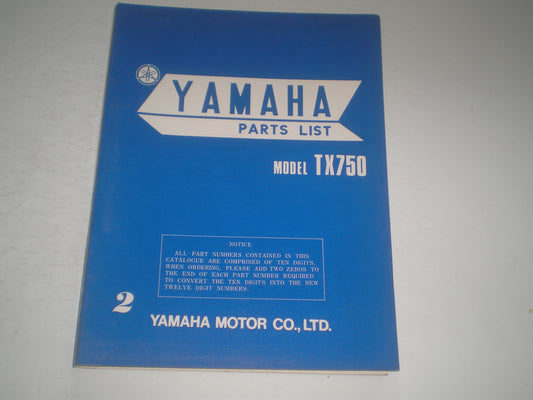 YAMAHA
PARTS LIST
MODEL TX750
NOTICE
ALL PART NUMBERS CONTAINED IN THIS
CATALOGUE ARE COMPRISED OF TEN DIGITS.
WHEN ORDERING, PLEASE ADD TWO ZEROS TO
THE END OF EACH PART NUMBER REQUIRED
TO CONVERT THE TEN DIGITS INTO THE NEW
TWELVE DIGIT NUMBERS.
2
YAMAHA MOTOR CO., LTD.